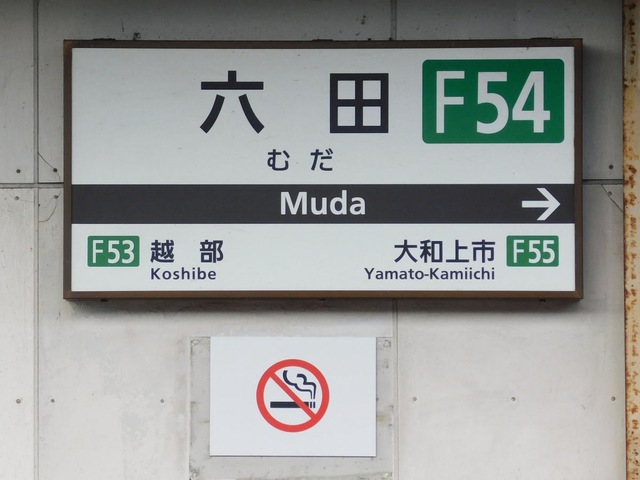 六田 F54
むだ
Muda
F53 越部 大和上市 F55
Koshibe Yamato-Kamiichi